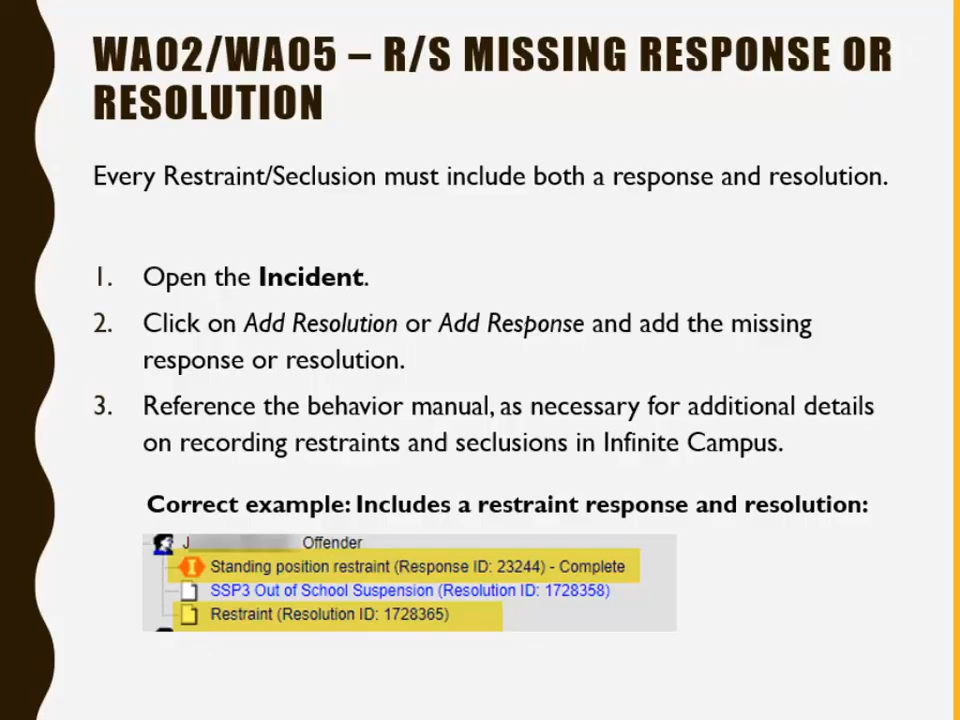 WA02/WA05 – R/S MISSING RESPONSE OR
RESOLUTION
Every Restraint/Seclusion must include both a response and resolution.
1. Open the Incident.
2. Click on Add Resolution or Add Response and add the missing
response or resolution.
3. Reference the behavior manual, as necessary for additional details
on recording restraints and seclusions in Infinite Campus.
Correct example: Includes a restraint response and resolution:
J Offender
Standing position restraint (Response ID: 23244) - Complete
SSP3 Out of School Suspension (Resolution ID: 1728358)
Restraint (Resolution ID: 1728365)